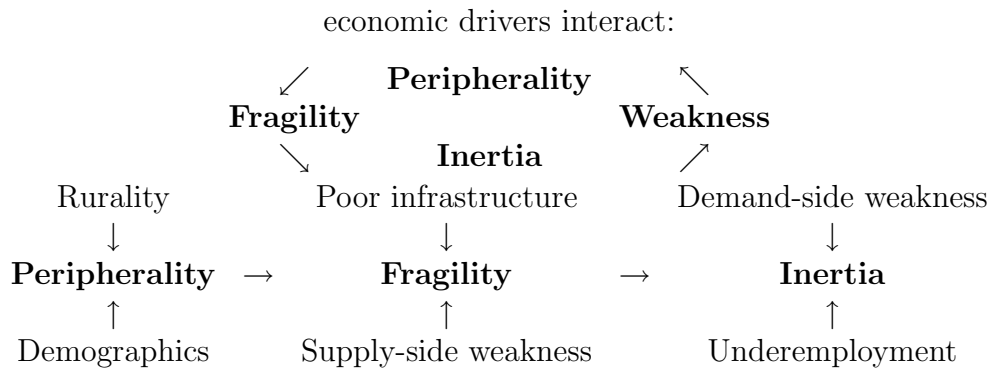 economic drivers interact:
↙ Peripherality ↖
Fragility Weakness
↘ Inertia ↗
Rurality Poor infrastructure Demand-side weakness
↓ ↓ ↓
Peripherality → Fragility → Inertia
↑ ↑ ↑
Demographics Supply-side weakness Underemployment